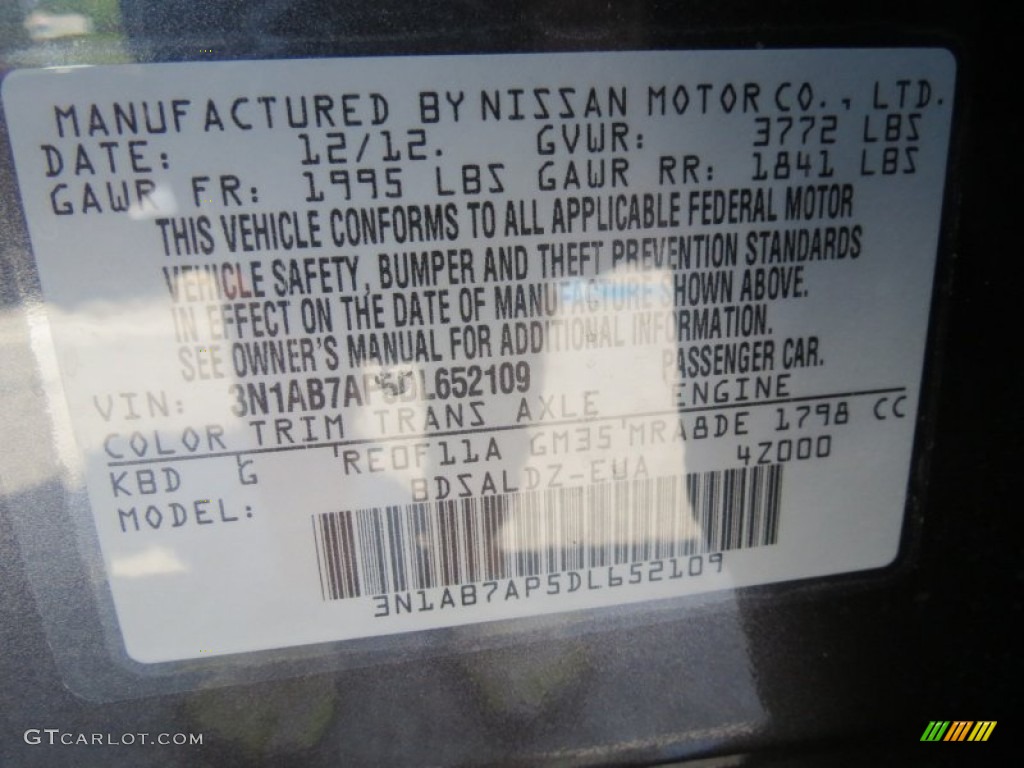 MANUFACTURED BY NISSAN MOTOR CO., LTD.
DATE: 12/12. GVWR: 3772 LBS
GAWR FR: 1995 LBS GAWR RR: 1841 LBS
THIS VEHICLE CONFORMS TO ALL APPLICABLE FEDERAL MOTOR
VEHICLE SAFETY, BUMPER AND THEFT PREVENTION STANDARDS
IN EFFECT ON THE DATE OF MANUFACTURE SHOWN ABOVE.
SEE OWNER'S MANUAL FOR ADDITIONAL INFORMATION.
VIN: 3N1AB7AP5DL652109 PASSENGER CAR.
COLOR TRIM TRANS AXLE ENGINE
KBD G RE0F11A GM35 MRA8DE 1798 CC
MODEL: BDSALDZ-EUA 4Z000
3N1AB7AP5DL652109
GTCARLOT.COM